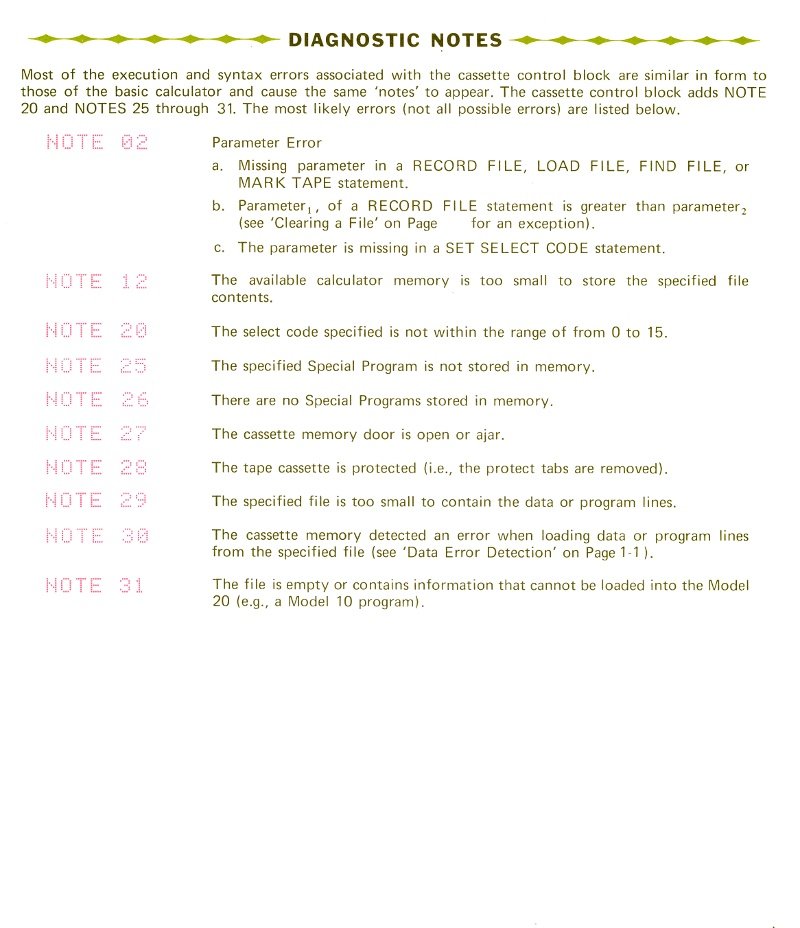 DIAGNOSTIC NOTES
Most of the execution and syntax errors associated with the cassette control block are similar in form to
those of the basic calculator and cause the same 'notes' to appear. The cassette control block adds NOTE
20 and NOTES 25 through 31. The most likely errors (not all possible errors) are listed below.
NOTE 02 Parameter Error
a. Missing parameter in a RECORD FILE, LOAD FILE, FIND FILE, or
MARK TAPE statement.
b. Parameter₁, of a RECORD FILE statement is greater than parameter₂
(see 'Clearing a File' on Page for an exception).
c. The parameter is missing in a SET SELECT CODE statement.
NOTE 12 The available calculator memory is too small to store the specified file
contents.
NOTE 20 The select code specified is not within the range of from 0 to 15.
NOTE 25 The specified Special Program is not stored in memory.
NOTE 26 There are no Special Programs stored in memory.
NOTE 27 The cassette memory door is open or ajar.
NOTE 28 The tape cassette is protected (i.e., the protect tabs are removed).
NOTE 29 The specified file is too small to contain the data or program lines.
NOTE 30 The cassette memory detected an error when loading data or program lines
from the specified file (see 'Data Error Detection' on Page 1-1).
NOTE 31 The file is empty or contains information that cannot be loaded into the Model
20 (e.g., a Model 10 program).